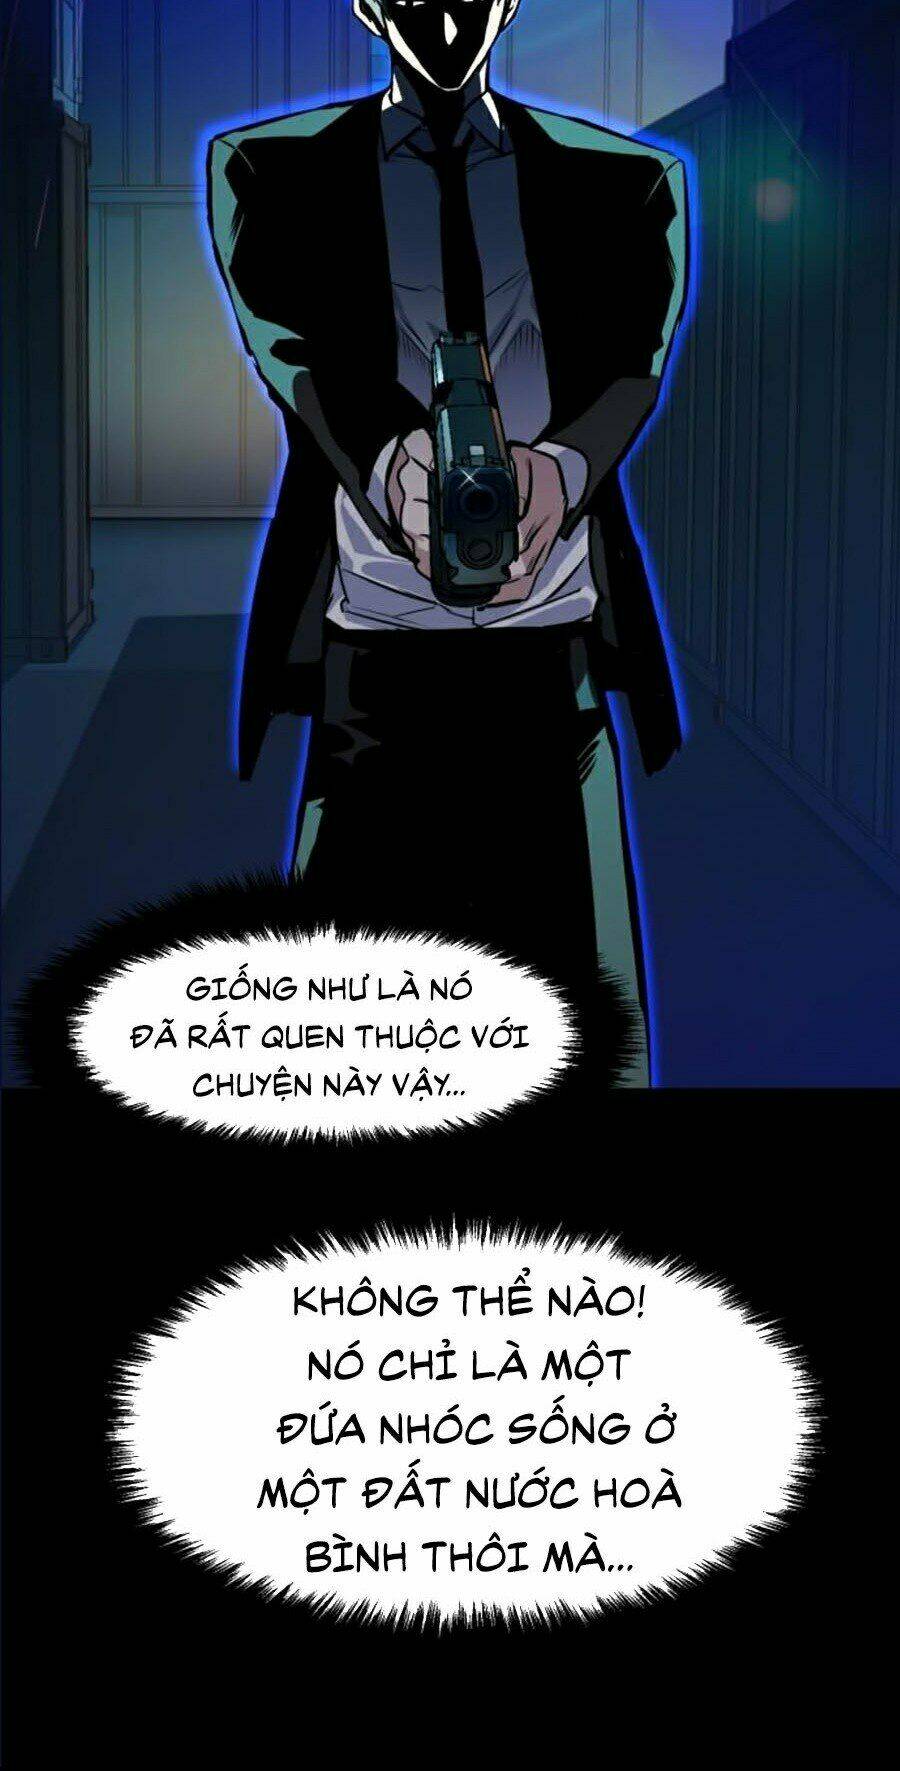 GIỐNG NHƯ LÀ NÓ
ĐÃ RẤT QUEN THUỘC VỚI
CHUYỆN NÀY VẬY...
KHÔNG THỂ NÀO!
NÓ CHỈ LÀ MỘT
ĐỨA NHÓC SỐNG Ở
MỘT ĐẤT NƯỚC HOÀ
BÌNH THÔI MÀ...